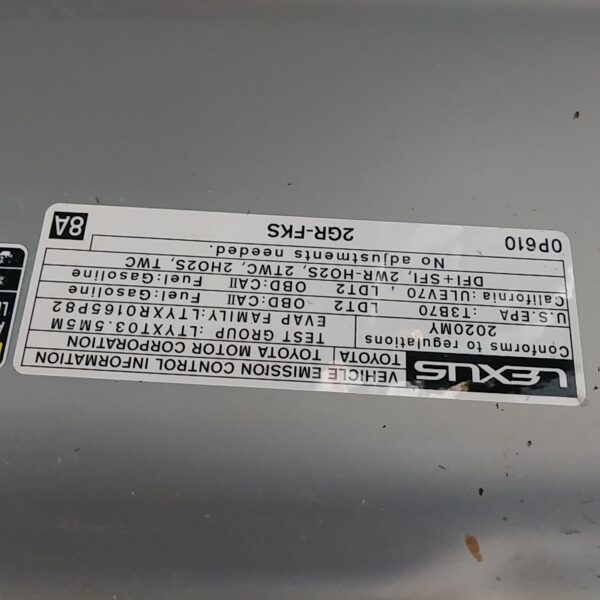 LEXUS
VEHICLE EMISSION CONTROL INFORMATION
TOYOTA TOYOTA MOTOR CORPORATION
Conforms to regulations TEST GROUP :LTYXT03.5M5M
2020MY EVAP FAMILY:LTYXR0165P82
U.S.EPA :T3B70 LDT2 OBD:CAII Fuel:Gasoline
California :ULEV70 , LDT2 OBD:CAII Fuel:Gasoline
DFI+SFI, 2WR-HO2S, 2TWC, 2HO2S, TWC
No adjustments needed.
0P610 2GR-FKS 8A